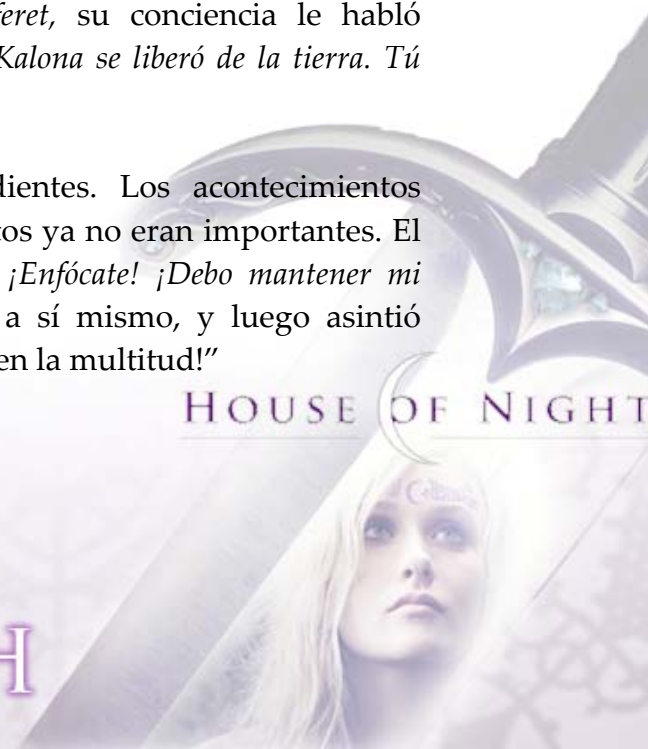 feret, su conciencia le habló
Kalona se liberó de la tierra. Tú
dientes. Los acontecimientos
tos ya no eran importantes. El
¡Enfócate! ¡Debo mantener mi
a sí mismo, y luego asintió
en la multitud!”
HOUSE OF NIGHT
H